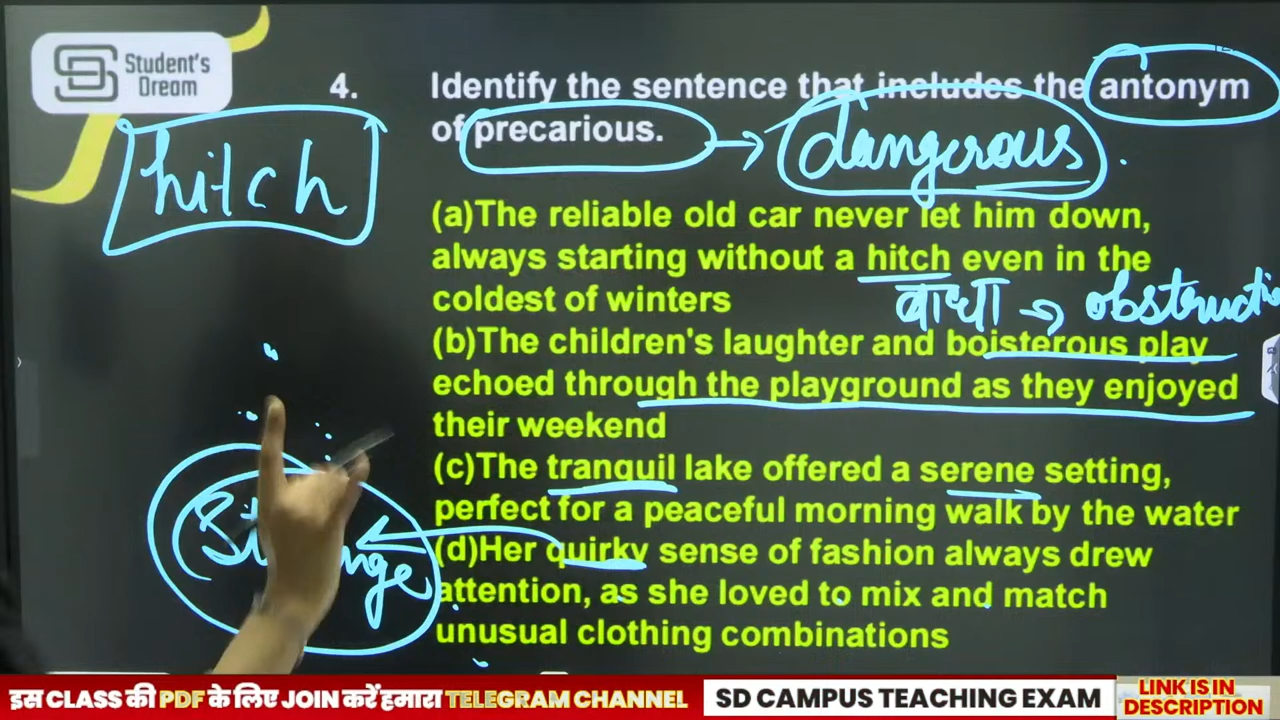 Student's
Dream
4. Identify the sentence that includes the antonym
of precarious. → dangerous.
hitch
(a)The reliable old car never let him down,
always starting without a hitch even in the
coldest of winters
बाधा → obstructi
(b)The children's laughter and boisterous play
echoed through the playground as they enjoyed
their weekend
(c)The tranquil lake offered a serene setting,
perfect for a peaceful morning walk by the water
(d)Her quirky sense of fashion always drew
attention, as she loved to mix and match
unusual clothing combinations
इस CLASS की PDF के लिए JOIN करें हमारा TELEGRAM CHANNEL
SD CAMPUS TEACHING EXAM
LINK IS IN
DESCRIPTION